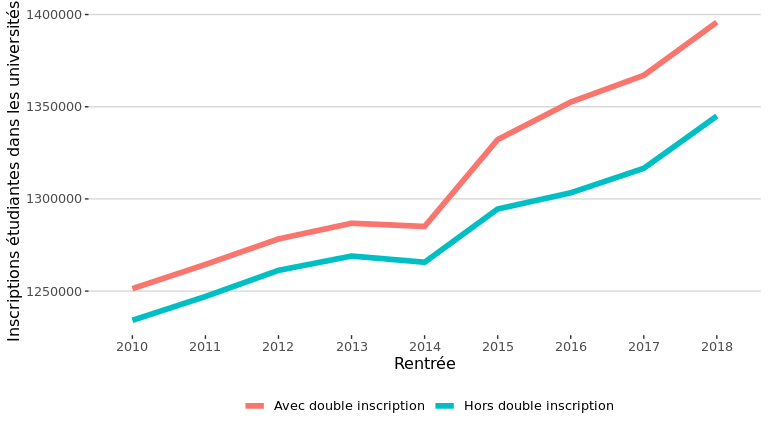 Inscriptions étudiantes dans les universités
1400000
1350000
1300000
1250000
2010 2011 2012 2013 2014 2015 2016 2017 2018
Rentrée
Avec double inscription Hors double inscription